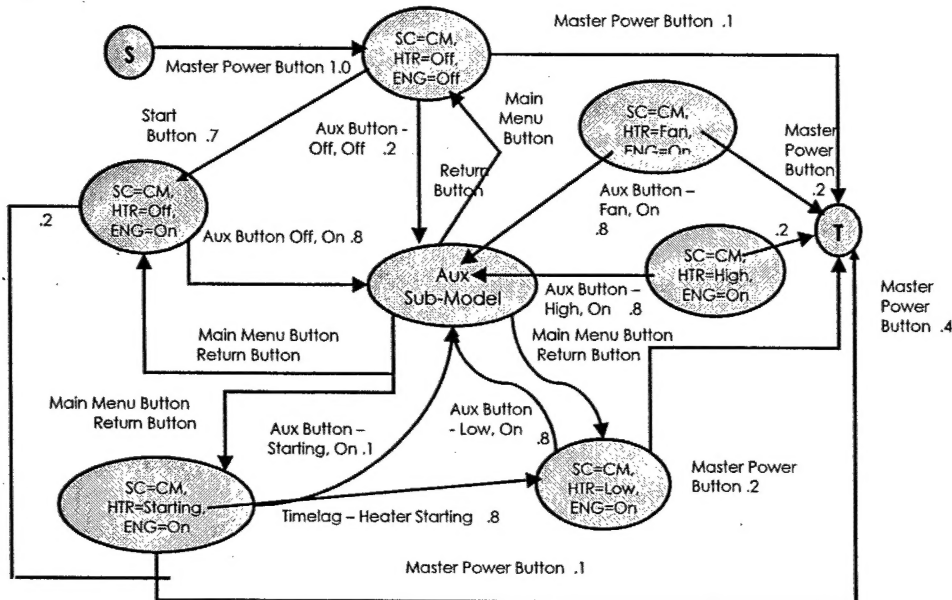 S
Master Power Button 1.0
SC=CM,
HTR=Off,
ENG=Off
Master Power Button .1
Start
Button .7
Aux Button -
Off, Off .2
Main
Menu
Button
Return
Button
SC=CM,
HTR=Fan,
ENG=On
Master
Power
Button
.2
SC=CM,
HTR=Off,
ENG=On
.2
Aux Button Off, On .8
Aux Button –
Fan, On
.8
T
.2
Aux
Sub-Model
SC=CM,
HTR=High,
ENG=On
Aux Button –
High, On .8
Master
Power
Button .4
Main Menu Button
Return Button
Main Menu Button
Return Button
Main Menu Button
Return Button
Aux Button –
Starting, On .1
Aux Button
- Low, On
.8
SC=CM,
HTR=Starting,
ENG=On
SC=CM,
HTR=Low,
ENG=On
Master Power
Button .2
Timelag – Heater Starting .8
Master Power Button .1